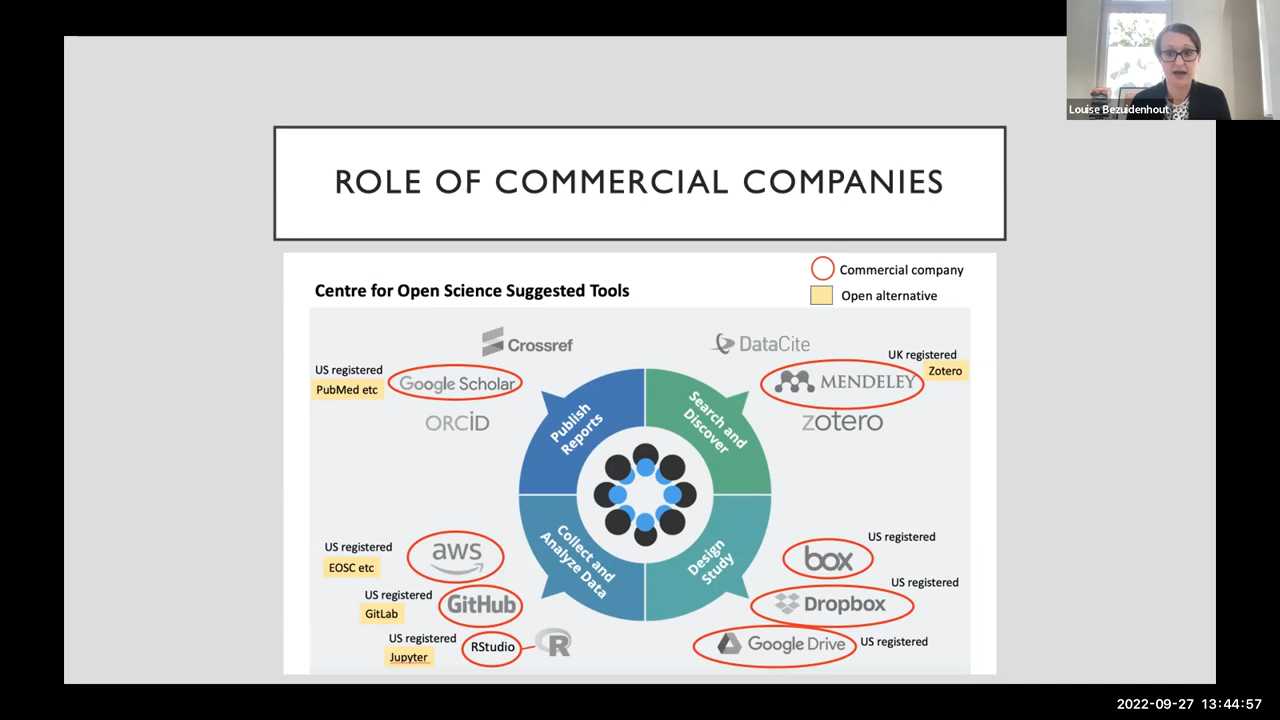 Louise Bezuidenhout
ROLE OF COMMERCIAL COMPANIES
Centre for Open Science Suggested Tools
Commercial company
Open alternative
Crossref
DataCite
US registered
PubMed etc
Google Scholar
ORCiD
UK registered
Zotero
MENDELEY
zotero
Publish
Reports
Search and
Discover
Collect and
Analyze Data
Design
Study
US registered
EOSC etc
aws
US registered
GitLab
GitHub
US registered
Jupyter
RStudio
R
box
US registered
Dropbox
US registered
Google Drive
US registered
2022-09-27 13:44:57